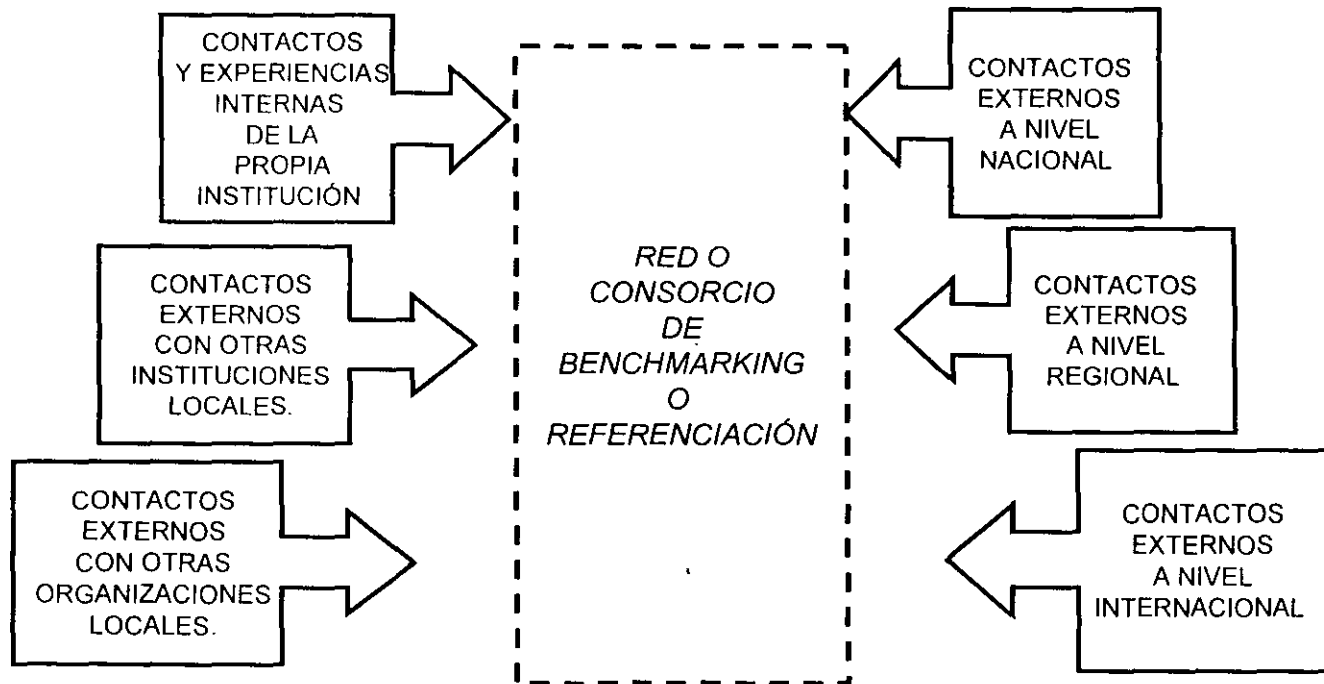 CONTACTOS
Y EXPERIENCIAS
INTERNAS
DE LA
PROPIA
INSTITUCIÓN
CONTACTOS
EXTERNOS
CON OTRAS
INSTITUCIONES
LOCALES.
CONTACTOS
EXTERNOS
CON OTRAS
ORGANIZACIONES
LOCALES.
RED O
CONSORCIO
DE
BENCHMARKING
O
REFERENCIACIÓN
CONTACTOS
EXTERNOS
A NIVEL
NACIONAL
CONTACTOS
EXTERNOS
A NIVEL
REGIONAL
CONTACTOS
EXTERNOS
A NIVEL
INTERNACIONAL